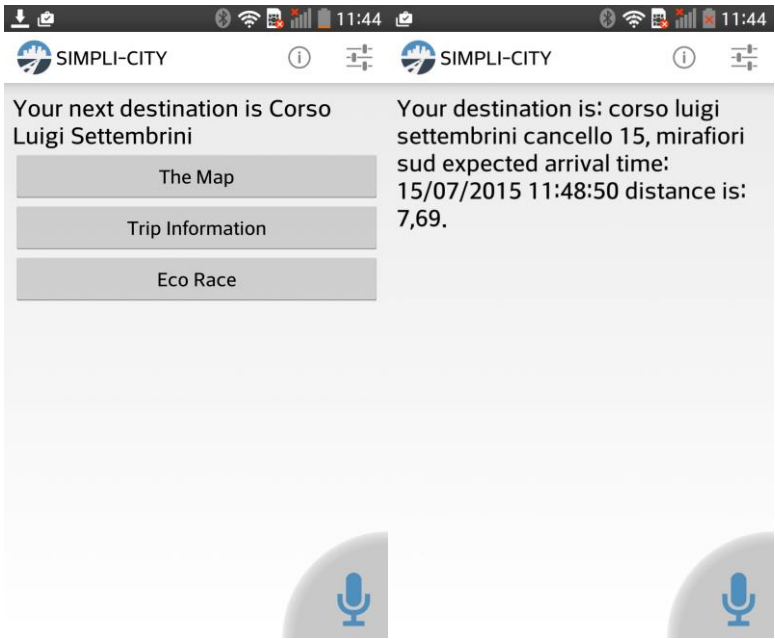 11:44
SIMPLI-CITY
Your next destination is Corso
Luigi Settembrini
The Map
Trip Information
Eco Race
11:44
SIMPLI-CITY
Your destination is: corso luigi
settembrini cancello 15, mirafiori
sud expected arrival time:
15/07/2015 11:48:50 distance is:
7,69.